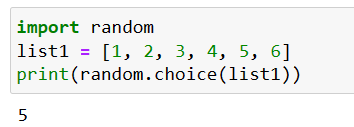 import random
list1 = [1, 2, 3, 4, 5, 6]
print(random.choice(list1))
5